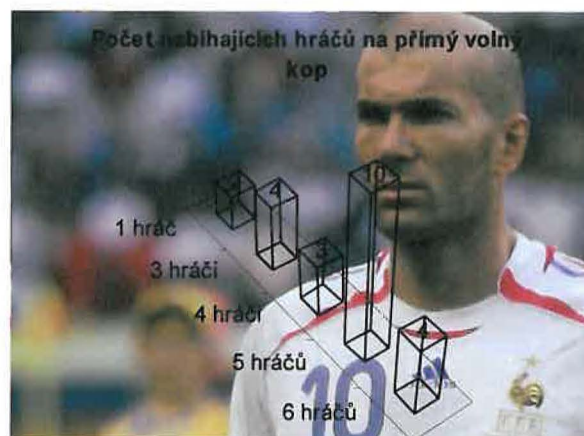 Počet nabíhajících hráčů na přímý volný
kop
10
4
3
4
1 hráč
3 hráči
4 hráči
5 hráčů
6 hráčů
10